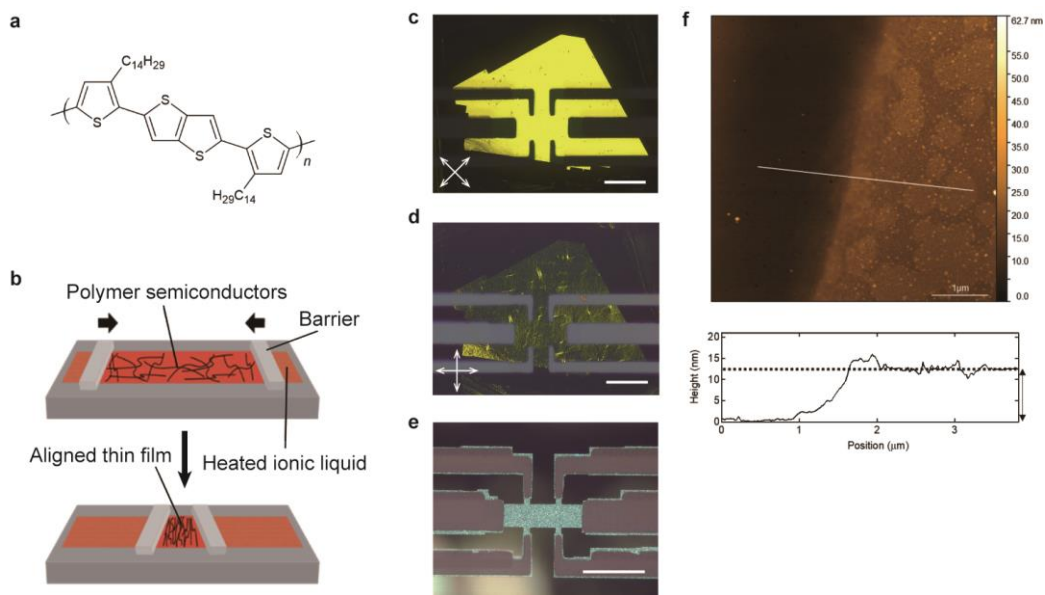 a
C14H29
S
S
S
S
n
H29C14
b
Polymer semiconductors
Barrier
Aligned thin film
Heated ionic liquid
c
d
e
f
62.7 nm
55.0
50.0
45.0
40.0
35.0
30.0
25.0
20.0
15.0
10.0
0.0
1μm
Height (nm)
20
15
10
5
0
0
1
2
3
Position (μm)